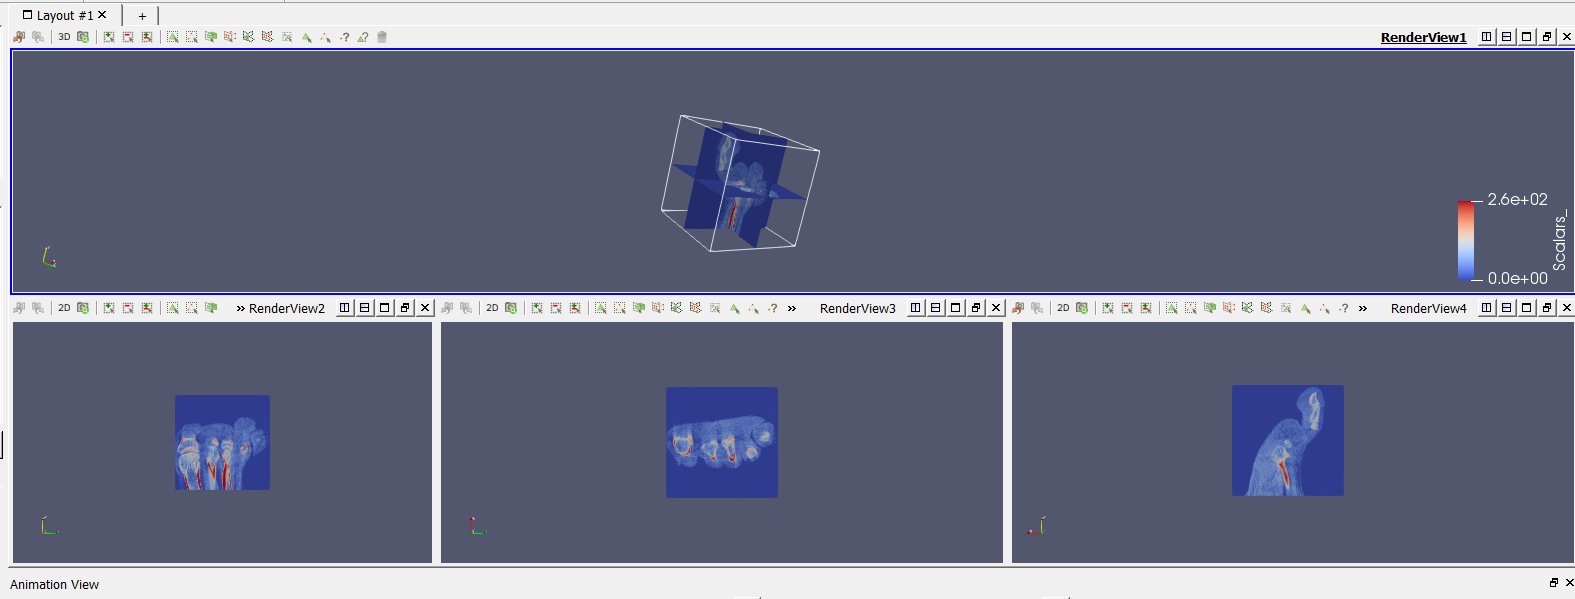 Layout #1
+
3D
RenderView1
2.6e+02
Scalars_
0.0e+00
2D
» RenderView2
2D
» RenderView3
2D
» RenderView4
Animation View